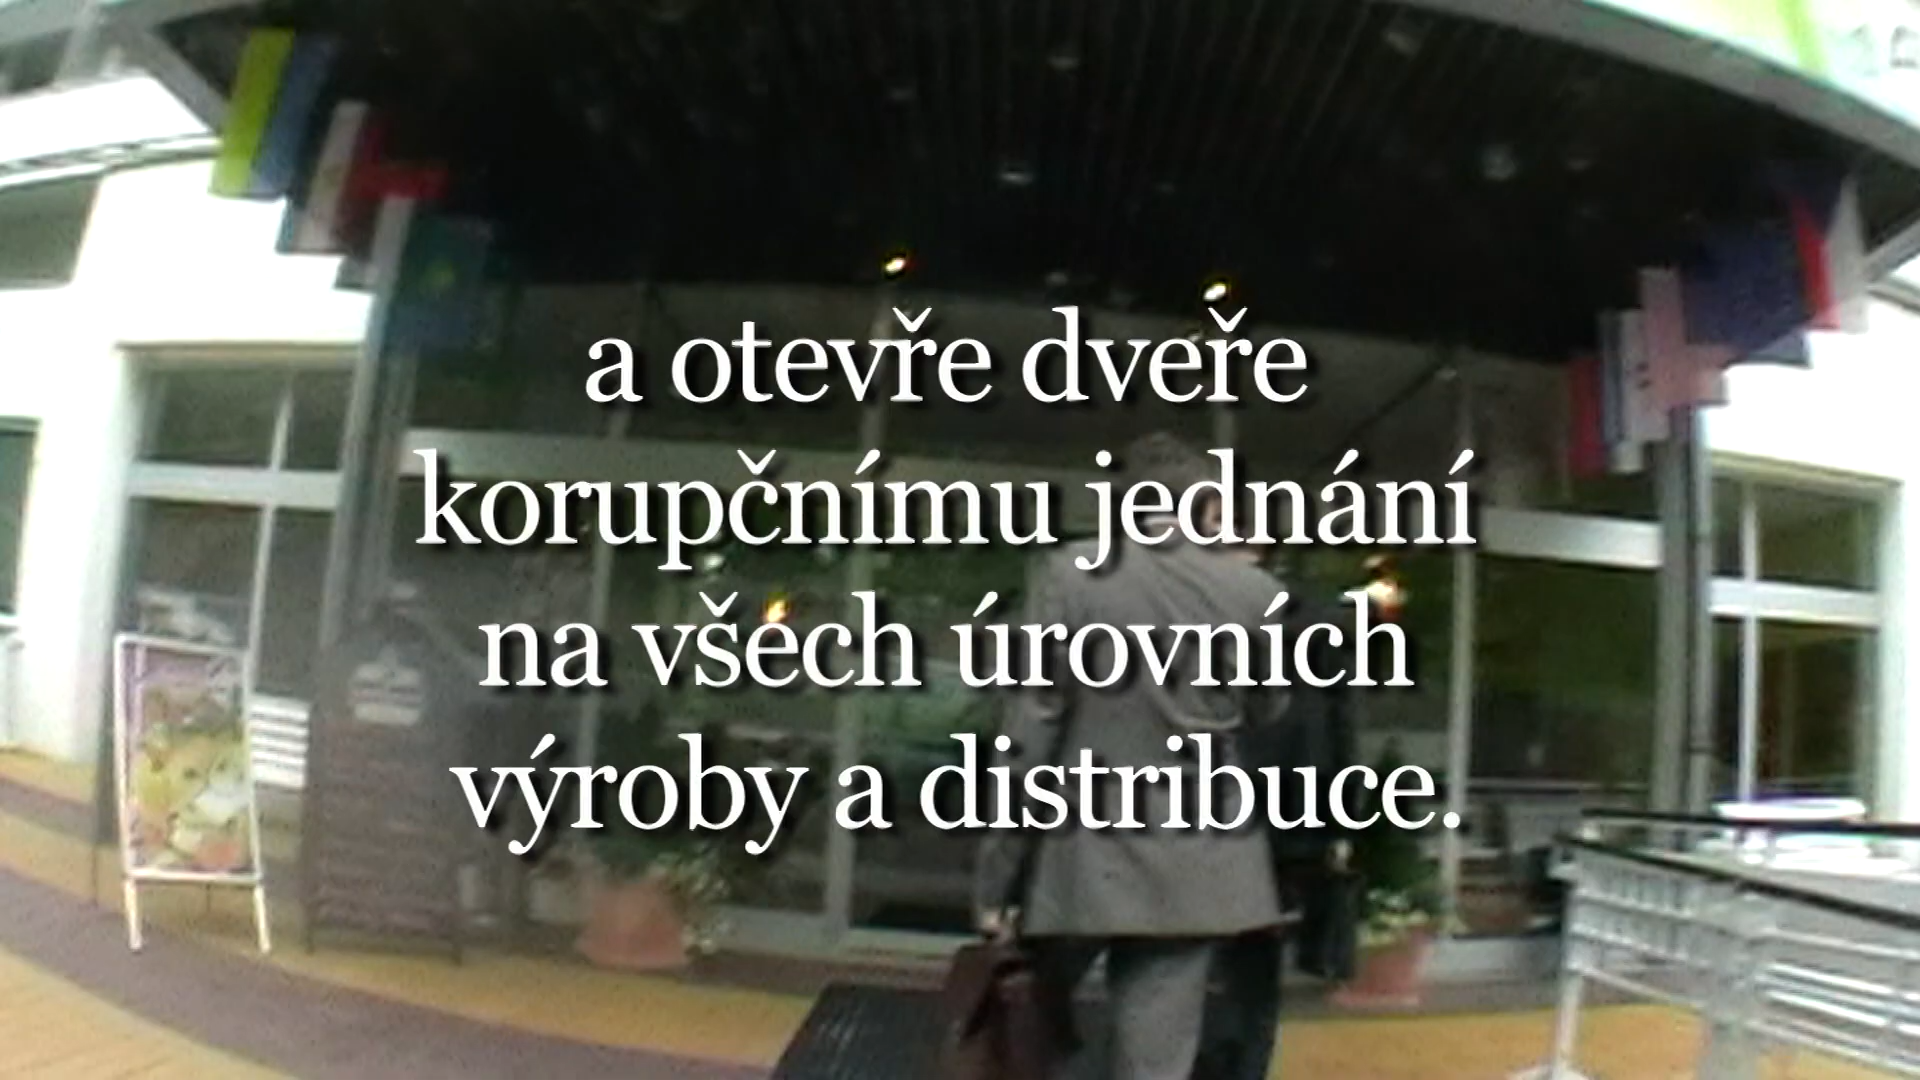 a otevře dveře
korupčnímu jednání
na všech úrovních
výroby a distribuce.